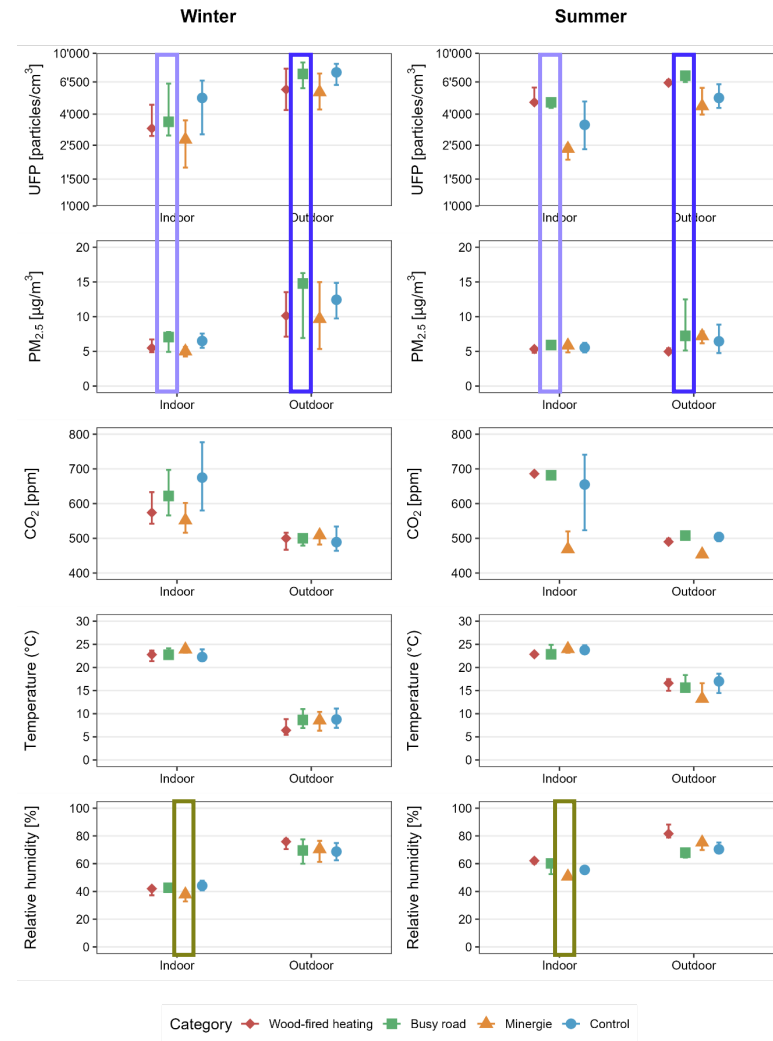 Winter
Summer
UFP [particles/cm³]
10'000
6'500
4'000
2'500
1'500
1'000
Indoor
Outdoor
UFP [particles/cm³]
10'000
6'500
4'000
2'500
1'500
1'000
Indoor
Outdoor
PM₂.₅ [µg/m³]
20
15
10
5
0
Indoor
Outdoor
PM₂.₅ [µg/m³]
20
15
10
5
0
Indoor
Outdoor
CO₂ [ppm]
800
700
600
500
400
Indoor
Outdoor
CO₂ [ppm]
800
700
600
500
400
Indoor
Outdoor
Temperature (°C)
30
25
20
15
10
5
0
Indoor
Outdoor
Temperature (°C)
30
25
20
15
10
5
0
Indoor
Outdoor
Relative humidity [%]
100
80
60
40
20
0
Indoor
Outdoor
Relative humidity [%]
100
80
60
40
20
0
Indoor
Outdoor
Category Wood-fired heating Busy road Minergie Control